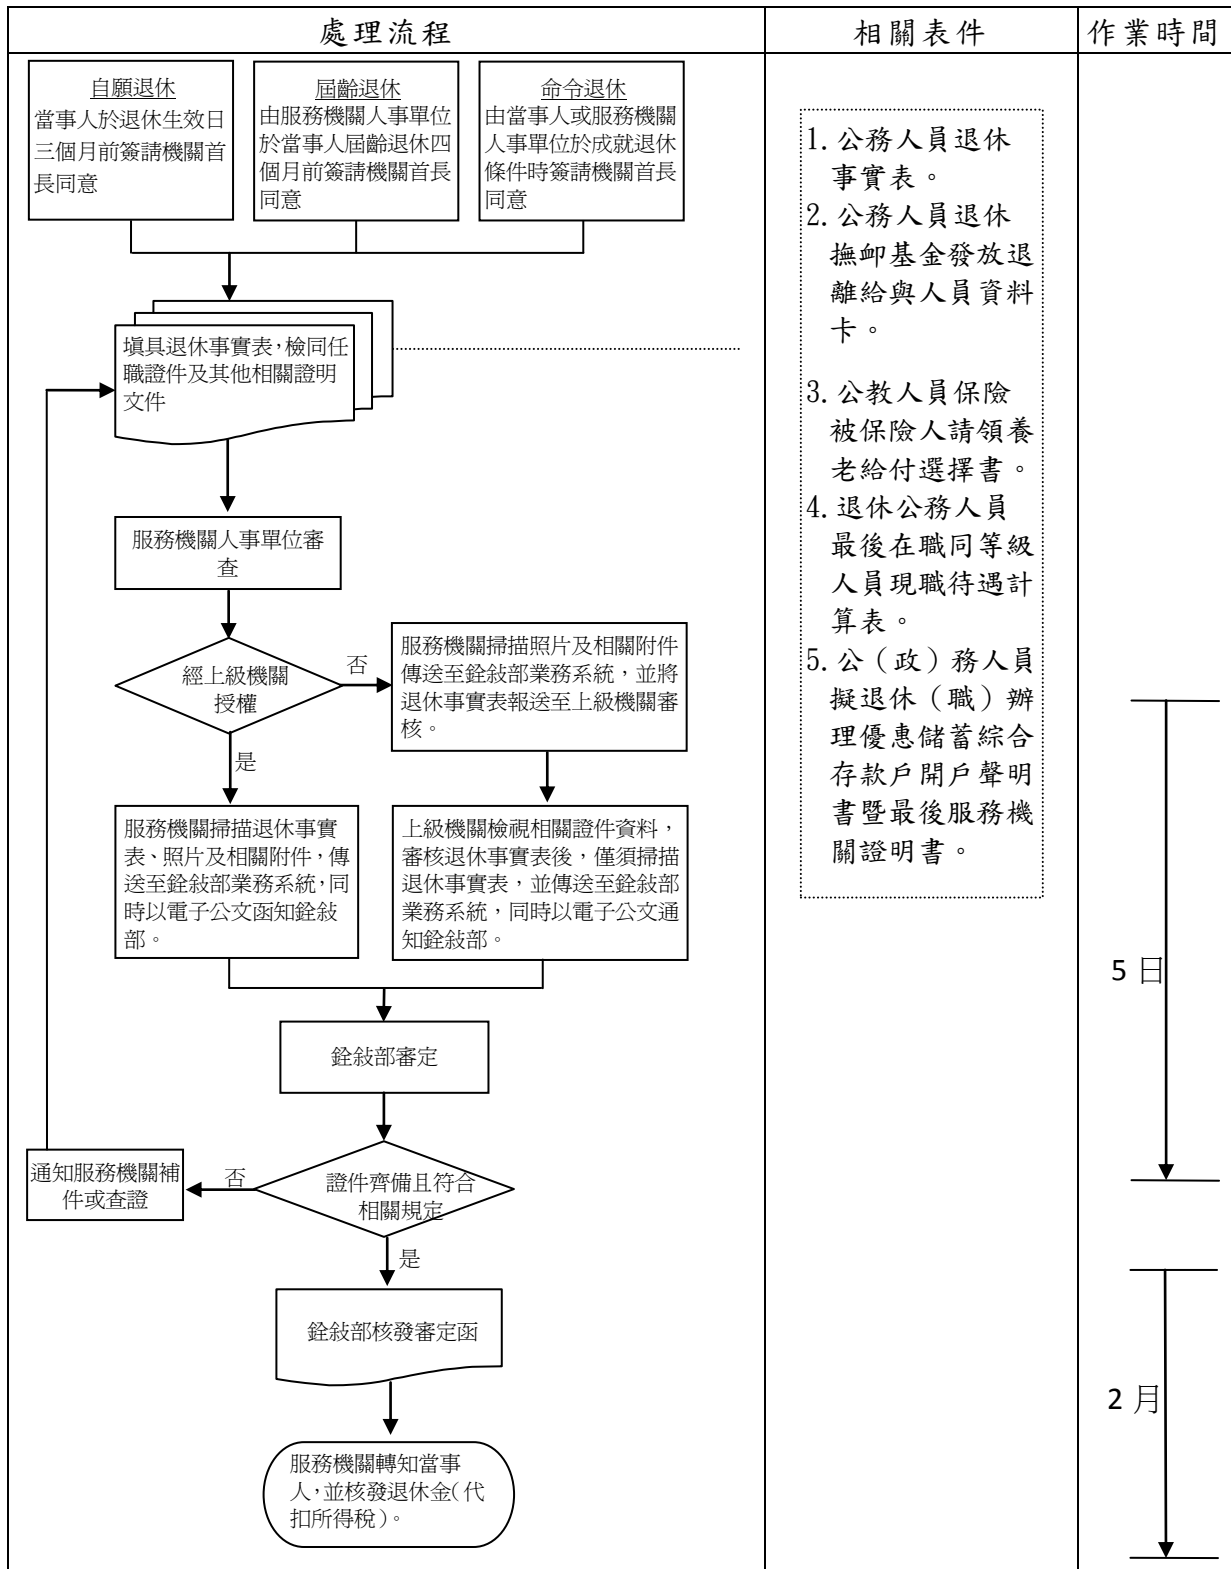 處理流程
相關表件
作業時間
自願退休
當事人於退休生效日
三個月前簽請機關首
長同意
屆齡退休
由服務機關人事單位
於當事人屆齡退休四
個月前簽請機關首長
同意
命令退休
由當事人或服務機關
人事單位於成就退休
條件時簽請機關首長
同意
填具退休事實表，檢同任
職證件及其他相關證明
文件
服務機關人事單位審
查
經上級機關
授權
否
是
服務機關掃描照片及相關附件
傳送至銓敍部業務系統，並將
退休事實表報送至上級機關審
核。
服務機關掃描退休事實
表、照片及相關附件，傳
送至銓敍部業務系統，同
時以電子公文函知銓敍
部。
上級機關檢視相關證件資料，
審核退休事實表後，僅須掃描
退休事實表，並傳送至銓敍部
業務系統，同時以電子公文通
知銓敍部。
銓敍部審定
證件齊備且符合
相關規定
否
通知服務機關補
件或查證
是
銓敍部核發審定函
服務機關轉知當事
人，並核發退休金（代
扣所得稅）。
1. 公務人員退休
事實表。
2. 公務人員退休
撫卹基金發放退
離給與人員資料
卡。
3. 公教人員保險
被保險人請領養
老給付選擇書。
4. 退休公務人員
最後在職同等級
人員現職待遇計
算表。
5. 公（政）務人員
擬退休（職）辦
理優惠儲蓄綜合
存款戶開戶聲明
書暨最後服務機
關證明書。
5 日
2 月